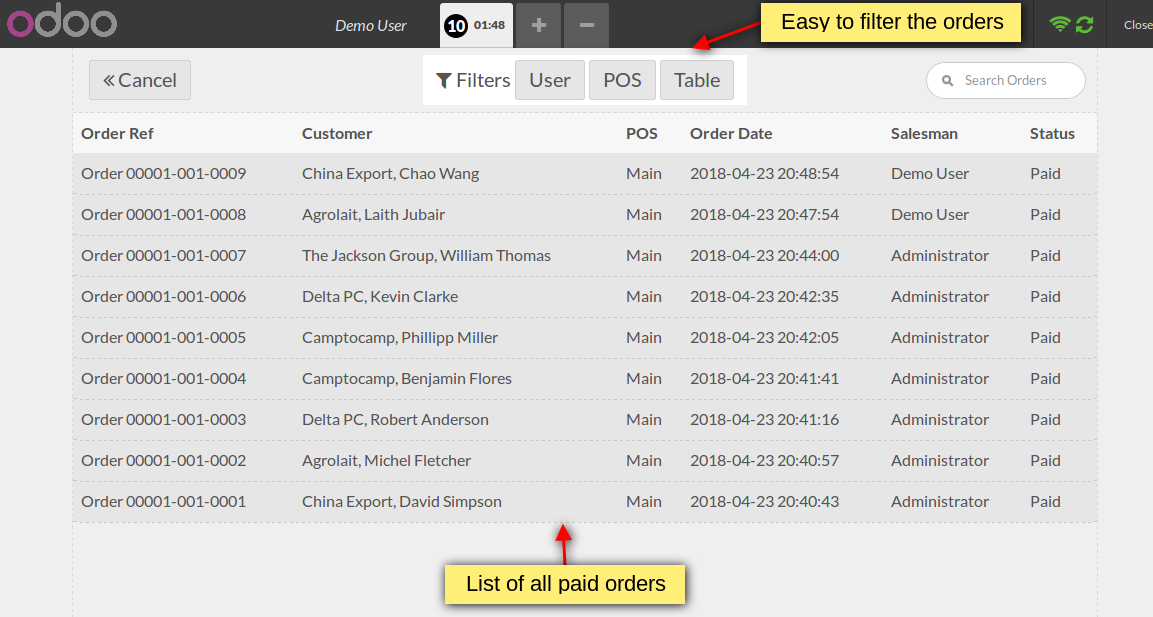 odoo Demo User 10 01:48 + − Easy to filter the orders Close
« Cancel Filters User POS Table Search Orders
Order Ref Customer POS Order Date Salesman Status
Order 00001-001-0009 China Export, Chao Wang Main 2018-04-23 20:48:54 Demo User Paid
Order 00001-001-0008 Agrolait, Laith Jubair Main 2018-04-23 20:47:54 Demo User Paid
Order 00001-001-0007 The Jackson Group, William Thomas Main 2018-04-23 20:44:00 Administrator Paid
Order 00001-001-0006 Delta PC, Kevin Clarke Main 2018-04-23 20:42:35 Administrator Paid
Order 00001-001-0005 Camptocamp, Phillipp Miller Main 2018-04-23 20:42:05 Administrator Paid
Order 00001-001-0004 Camptocamp, Benjamin Flores Main 2018-04-23 20:41:41 Administrator Paid
Order 00001-001-0003 Delta PC, Robert Anderson Main 2018-04-23 20:41:16 Administrator Paid
Order 00001-001-0002 Agrolait, Michel Fletcher Main 2018-04-23 20:40:57 Administrator Paid
Order 00001-001-0001 China Export, David Simpson Main 2018-04-23 20:40:43 Administrator Paid
List of all paid orders